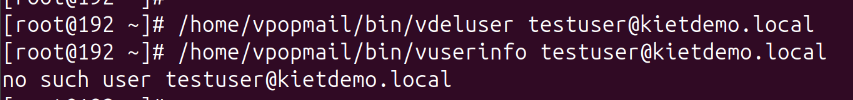 [root@192 ~]# /home/vpopmail/bin/vdeluser testuser@kietdemo.local
[root@192 ~]# /home/vpopmail/bin/vuserinfo testuser@kietdemo.local
no such user testuser@kietdemo.local